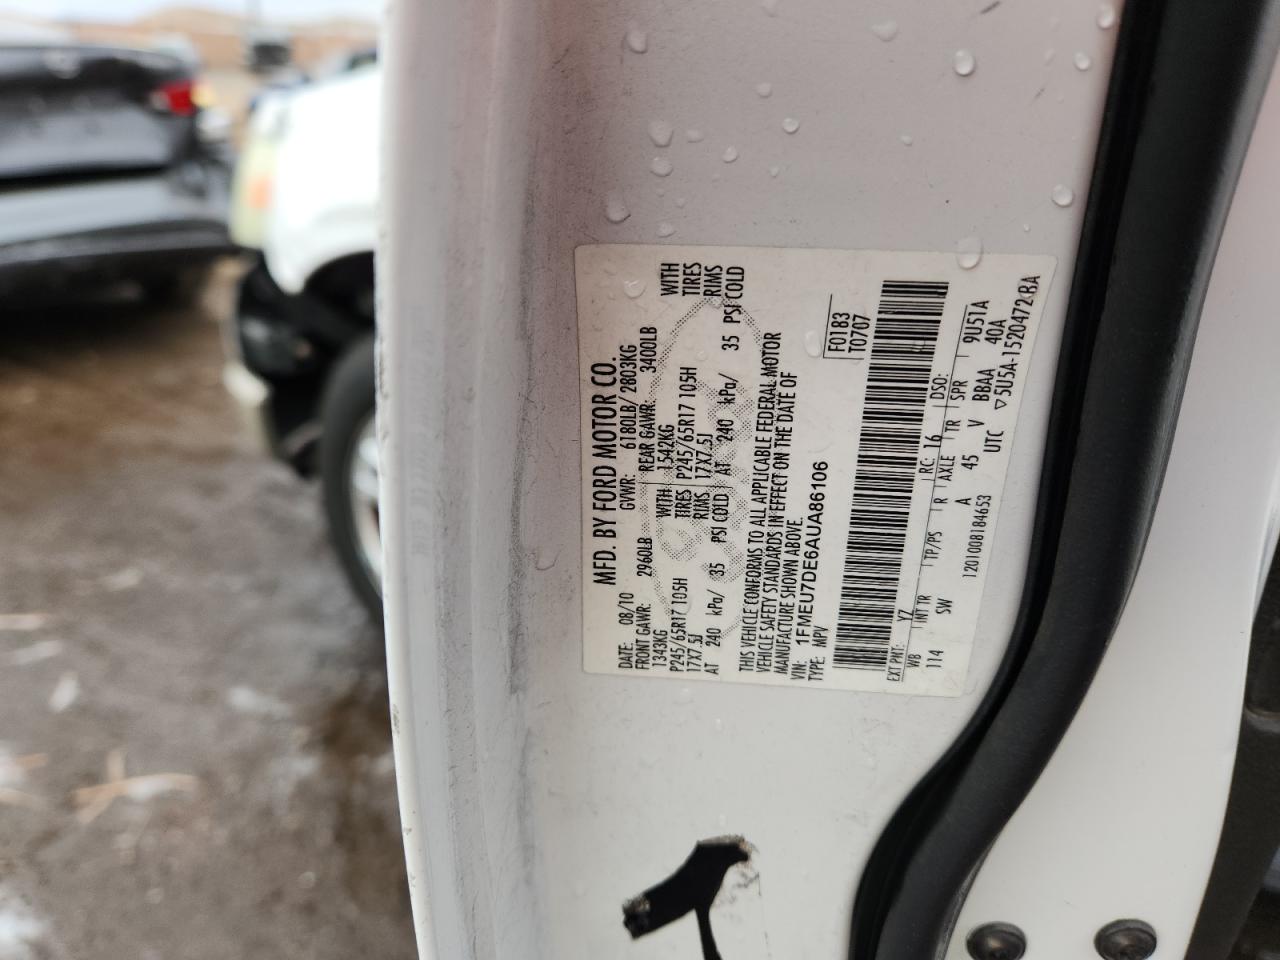 MFD. BY FORD MOTOR CO.
DATE: 08/10 GVWR: 6180LB/ 2803KG
FRONT GAWR: 2960LB REAR GAWR: 3400LB
1343KG WITH 1542KG WITH
P245/65R17 105H TIRES P245/65R17 105H TIRES
17X7.5J RIMS 17X7.5J RIMS
AT 240 kPa/ 35 PSI COLD AT 240 kPa/ 35 PSI COLD
THIS VEHICLE CONFORMS TO ALL APPLICABLE FEDERAL MOTOR
VEHICLE SAFETY STANDARDS IN EFFECT ON THE DATE OF
MANUFACTURE SHOWN ABOVE.
VIN: 1FMEU7DE6AUA86106
TYPE: MPV
F0183
T0707
EXT PNT: YZ RC: 16 DSO:
WB INT TR TP/PS R AXLE TR SPR 9U51A
114 SW A 45 V BBAA 40A
1201008184653 UTC ▽5U5A-1520472-BA